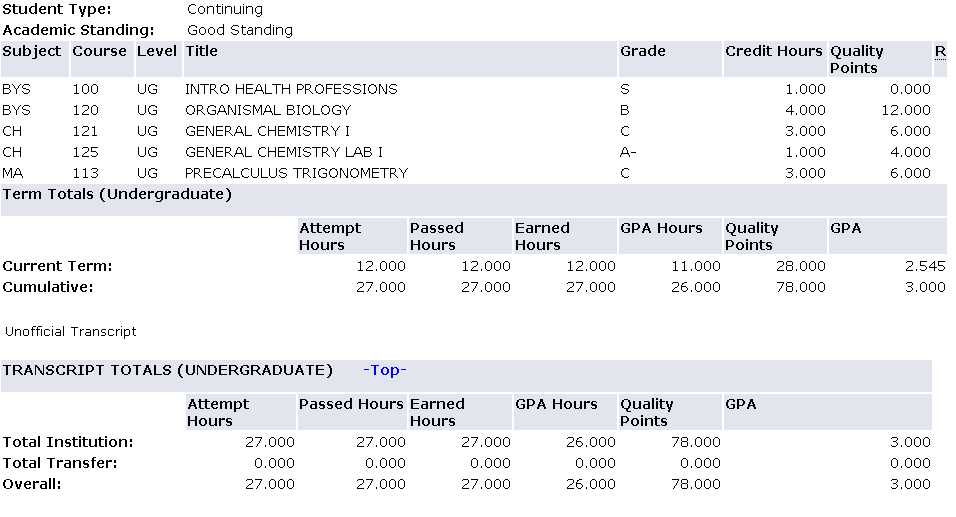 Student Type: Continuing
Academic Standing: Good Standing
Subject Course Level Title Grade Credit Hours Quality Points R
BYS 100 UG INTRO HEALTH PROFESSIONS S 1.000 0.000
BYS 120 UG ORGANISMAL BIOLOGY B 4.000 12.000
CH 121 UG GENERAL CHEMISTRY I C 3.000 6.000
CH 125 UG GENERAL CHEMISTRY LAB I A- 1.000 4.000
MA 113 UG PRECALCULUS TRIGONOMETRY C 3.000 6.000
Term Totals (Undergraduate)
Attempt Hours Passed Hours Earned Hours GPA Hours Quality Points GPA
Current Term: 12.000 12.000 12.000 11.000 28.000 2.545
Cumulative: 27.000 27.000 27.000 26.000 78.000 3.000
Unofficial Transcript
TRANSCRIPT TOTALS (UNDERGRADUATE) -Top-
Attempt Hours Passed Hours Earned Hours GPA Hours Quality Points GPA
Total Institution: 27.000 27.000 27.000 26.000 78.000 3.000
Total Transfer: 0.000 0.000 0.000 0.000 0.000 0.000
Overall: 27.000 27.000 27.000 26.000 78.000 3.000